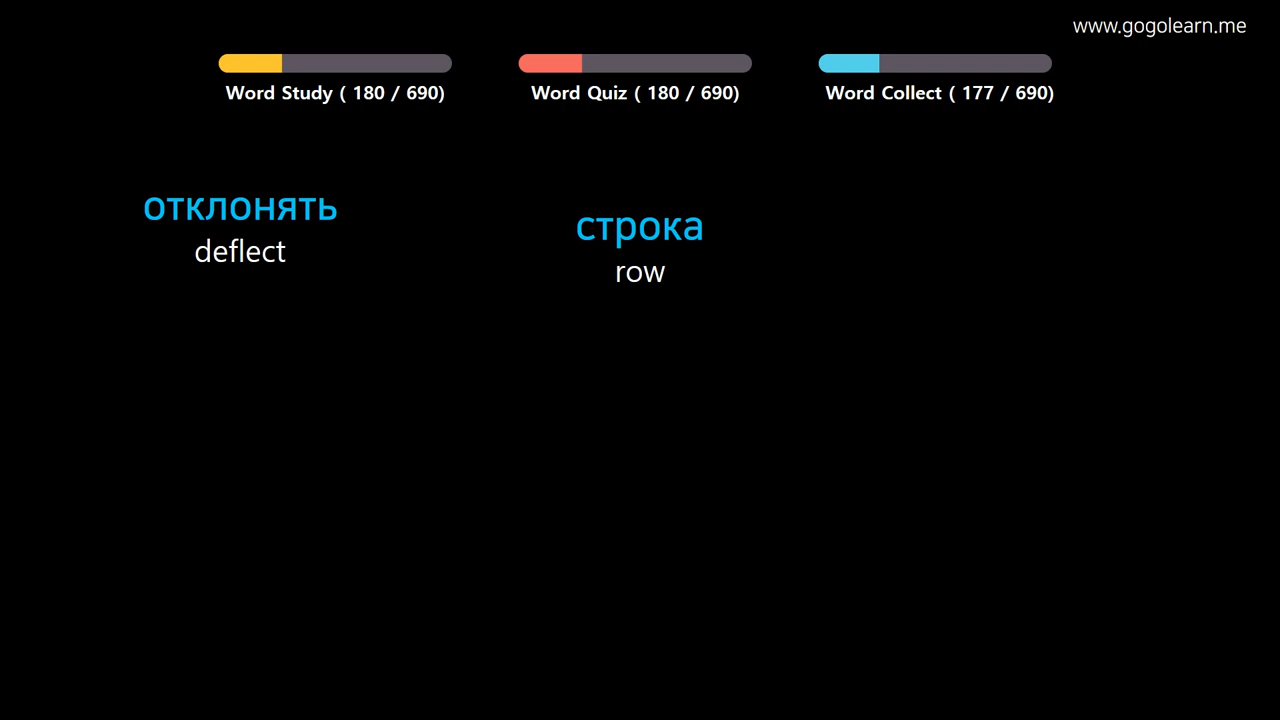 www.gogolearn.me
Word Study ( 180 / 690)
Word Quiz ( 180 / 690)
Word Collect ( 177 / 690)
отклонять
deflect
строка
row